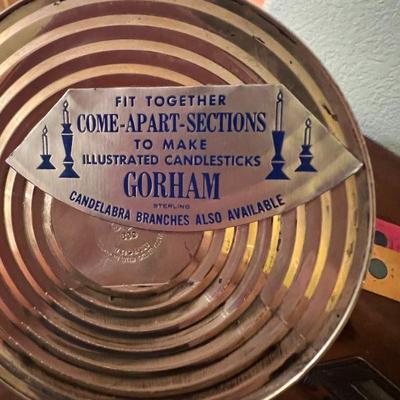 FIT TOGETHER
COME-APART-SECTIONS
TO MAKE
ILLUSTRATED CANDLESTICKS
GORHAM
STERLING
CANDELABRA BRANCHES ALSO AVAILABLE